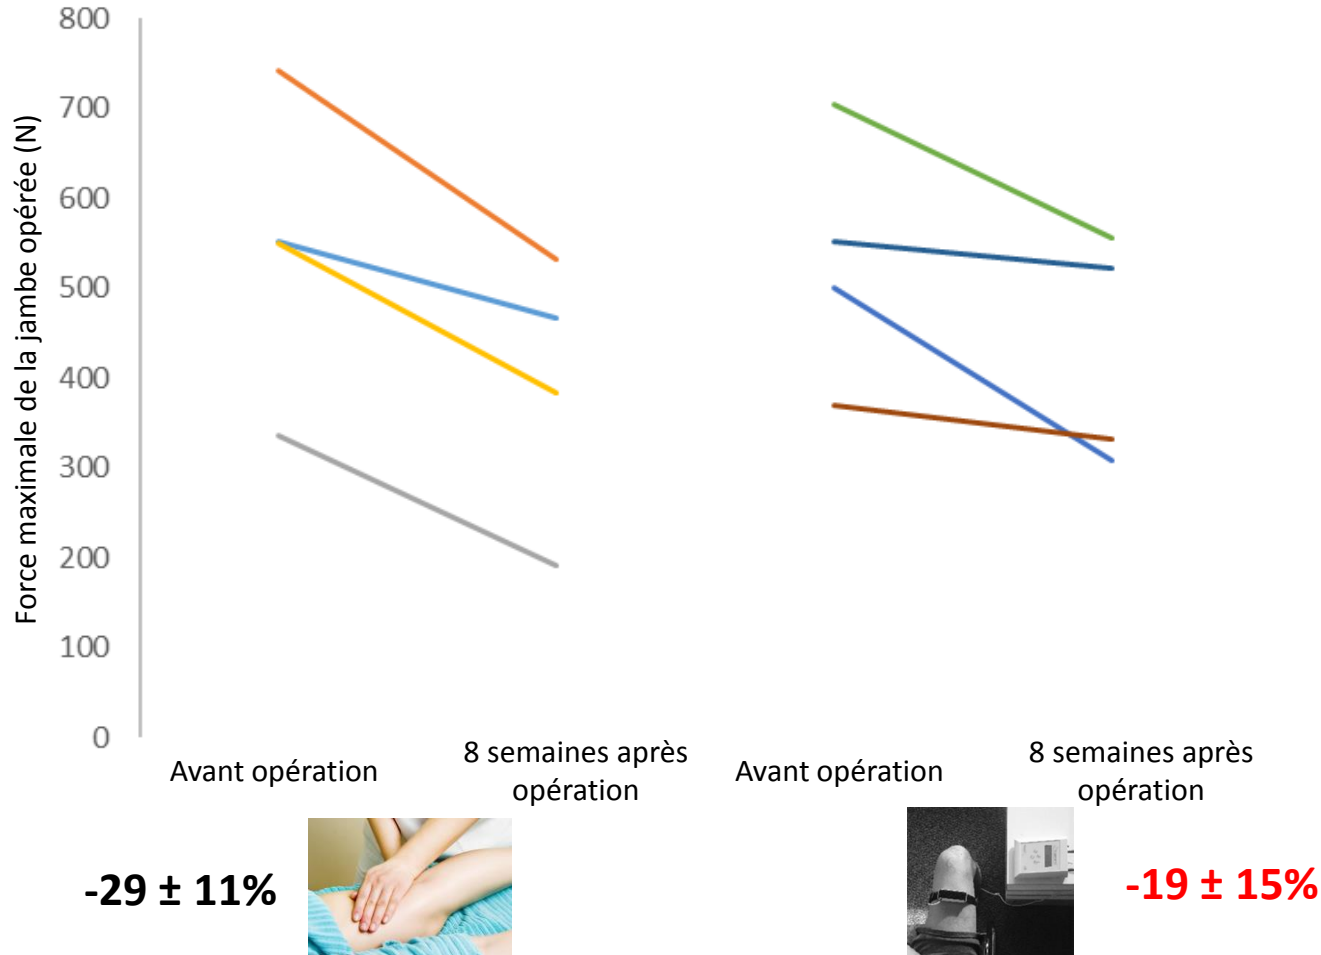 800
700
600
500
400
300
200
100
0
Force maximale de la jambe opérée (N)
Avant opération
8 semaines après
opération
Avant opération
8 semaines après
opération
-29 ± 11%
-19 ± 15%